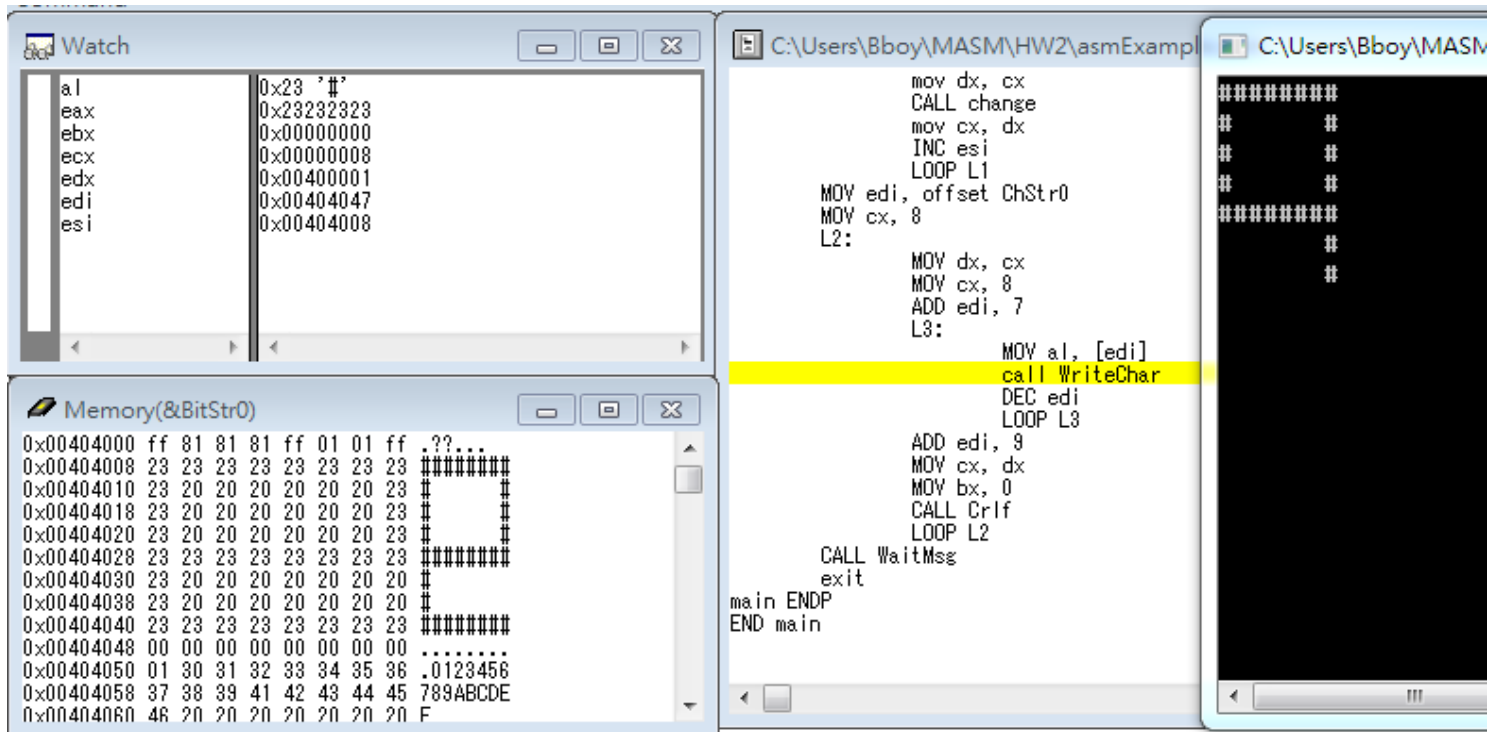 Watch
al 0x23 '#'
eax 0x23232323
ebx 0x00000000
ecx 0x00000008
edx 0x00400001
edi 0x00404047
esi 0x00404008
Memory(&BitStr0)
0x00404000 ff 81 81 81 ff 01 01 ff .??....
0x00404008 23 23 23 23 23 23 23 23 ########
0x00404010 23 20 20 20 20 20 20 23 #      #
0x00404018 23 20 20 20 20 20 20 23 #      #
0x00404020 23 20 20 20 20 20 20 23 #      #
0x00404028 23 23 23 23 23 23 23 23 ########
0x00404030 23 20 20 20 20 20 20 20 #
0x00404038 23 20 20 20 20 20 20 20 #
0x00404040 23 23 23 23 23 23 23 23 ########
0x00404048 00 00 00 00 00 00 00 00 ........
0x00404050 01 30 31 32 33 34 35 36 .0123456
0x00404058 37 38 39 41 42 43 44 45 789ABCDE
0x00404060 46 20 20 20 20 20 20 20 F
C:\Users\Bboy\MASM\HW2\asmExampl
mov dx, cx
CALL change
mov cx, dx
INC esi
LOOP L1
MOV edi, offset ChStr0
MOV cx, 8
L2:
MOV dx, cx
MOV cx, 8
ADD edi, 7
L3:
MOV al, [edi]
call WriteChar
DEC edi
LOOP L3
ADD edi, 9
MOV cx, dx
MOV bx, 0
CALL Crlf
LOOP L2
CALL WaitMsg
exit
main ENDP
END main
C:\Users\Bboy\MASM
########
#      #
#      #
#      #
########
       #
       #